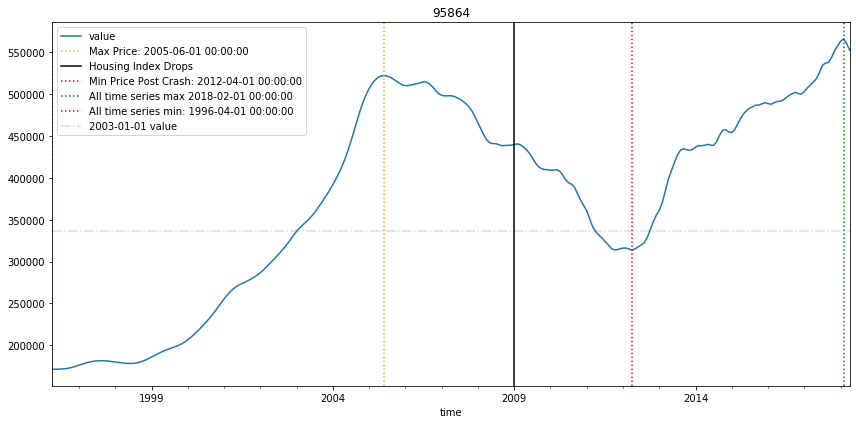 95864
value
Max Price: 2005-06-01 00:00:00
Housing Index Drops
Min Price Post Crash: 2012-04-01 00:00:00
All time series max 2018-02-01 00:00:00
All time series min: 1996-04-01 00:00:00
2003-01-01 value
550000
500000
450000
400000
350000
300000
250000
200000
1999
2004
2009
2014
time